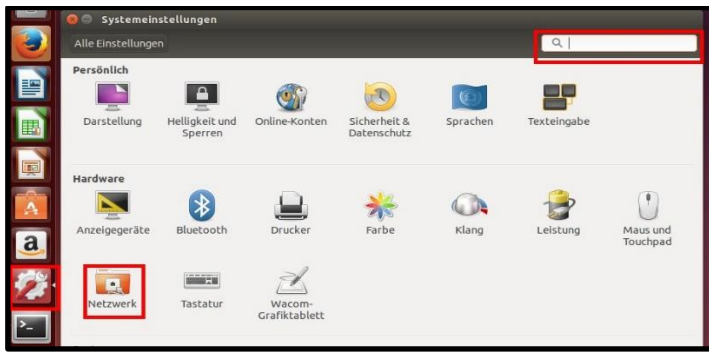 Systemeinstellungen
Alle Einstellungen
Persönlich
Darstellung
Helligkeit und
Sperren
Online-Konten
Sicherheit &
Datenschutz
Sprachen
Texteingabe
Hardware
Anzeigegeräte
Bluetooth
Drucker
Farbe
Klang
Leistung
Maus und
Touchpad
Netzwerk
Tastatur
Wacom-
Grafiktablett